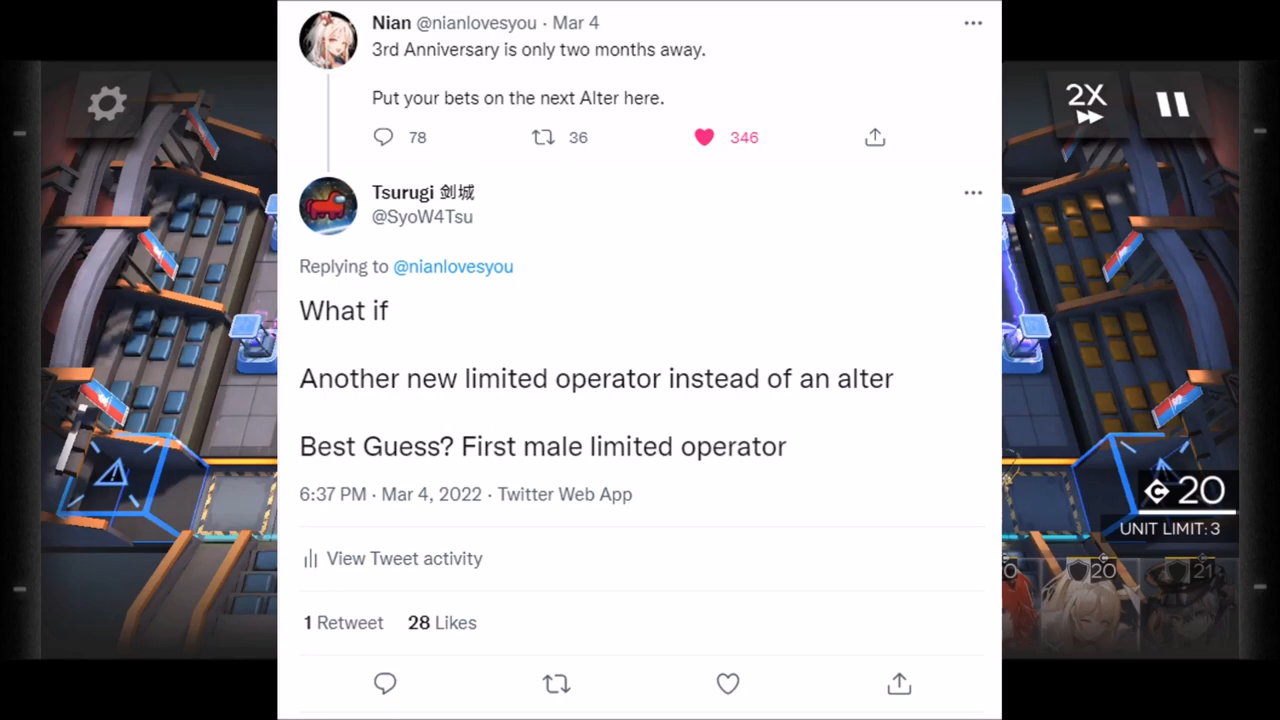 Nian @nianlovesyou · Mar 4
3rd Anniversary is only two months away.
Put your bets on the next Alter here.
78 36 346
Tsurugi 剑城
@SyoW4Tsu
Replying to @nianlovesyou
What if
Another new limited operator instead of an alter
Best Guess? First male limited operator
6:37 PM · Mar 4, 2022 · Twitter Web App
View Tweet activity
1 Retweet 28 Likes
2X
20
UNIT LIMIT: 3
20 21